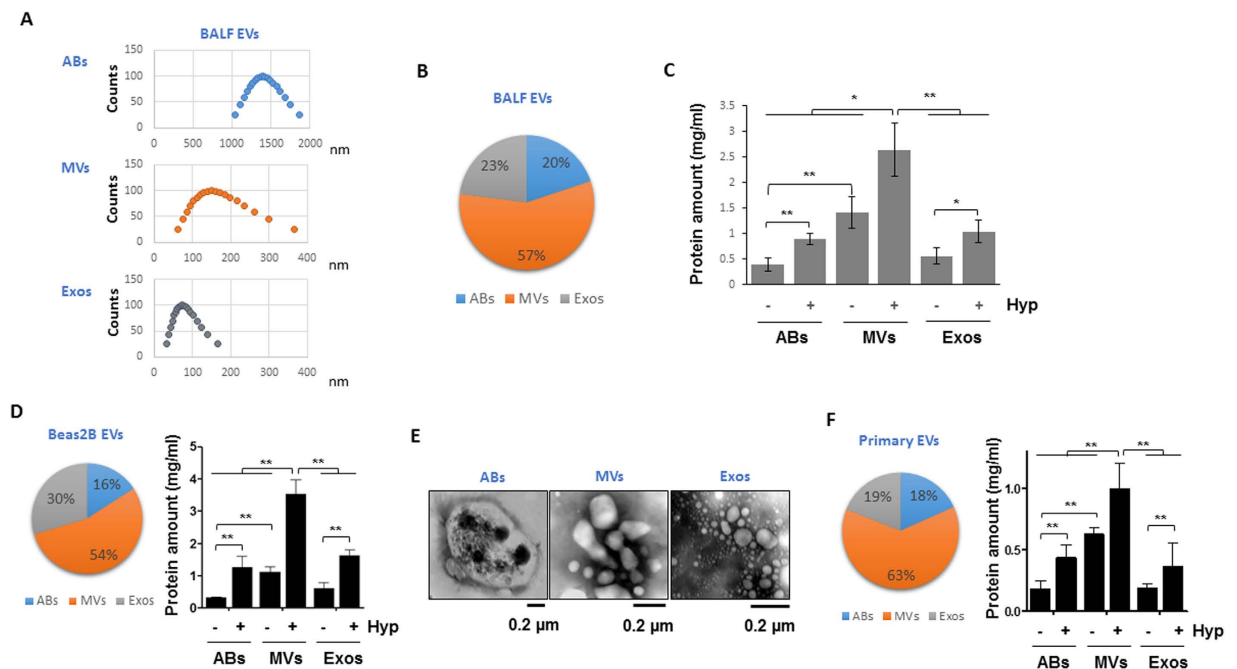 A
BALF EVs
ABs
Counts
150
100
50
0
0 500 1000 1500 2000 nm
MVs
Counts
150
100
50
0
0 100 200 300 400 nm
Exos
Counts
150
100
50
0
0 100 200 300 400 nm
B
BALF EVs
23% 20%
57%
ABs MVs Exos
C
Protein amount (mg/ml)
3.5
3
2.5
2
1.5
1
0.5
0
* **
**
** *
- + - + - + Hyp
ABs MVs Exos
D
Beas2B EVs
30% 16%
54%
ABs MVs Exos
Protein amount (mg/ml)
5
4
3
2
1
0
** **
**
** **
- + - + - + Hyp
ABs MVs Exos
E
ABs MVs Exos
0.2 µm 0.2 µm 0.2 µm
F
Primary EVs
19% 18%
63%
ABs MVs Exos
Protein amount (mg/ml)
1.0
0.5
0.0
** **
**
** **
- + - + - + Hyp
ABs MVs Exos